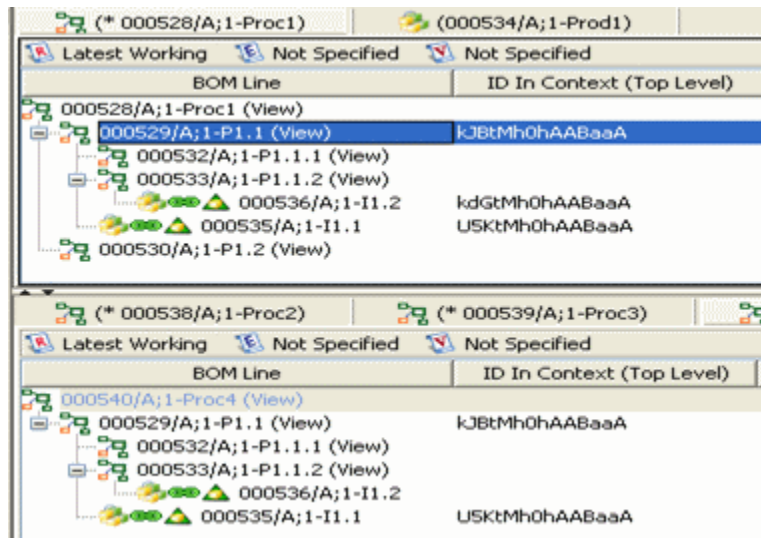 (* 000528/A;1-Proc1) (000534/A;1-Prod1)
Latest Working Not Specified Not Specified
BOM Line ID In Context (Top Level)
000528/A;1-Proc1 (View)
000529/A;1-P1.1 (View) kJBtMh0hAABaaA
000532/A;1-P1.1.1 (View)
000533/A;1-P1.1.2 (View)
000536/A;1-I1.2 kdGtMh0hAABaaA
000535/A;1-I1.1 U5KtMh0hAABaaA
000530/A;1-P1.2 (View)
(* 000538/A;1-Proc2) (* 000539/A;1-Proc3)
Latest Working Not Specified Not Specified
BOM Line ID In Context (Top Level)
000540/A;1-Proc4 (View)
000529/A;1-P1.1 (View) kJBtMh0hAABaaA
000532/A;1-P1.1.1 (View)
000533/A;1-P1.1.2 (View)
000536/A;1-I1.2
000535/A;1-I1.1 U5KtMh0hAABaaA